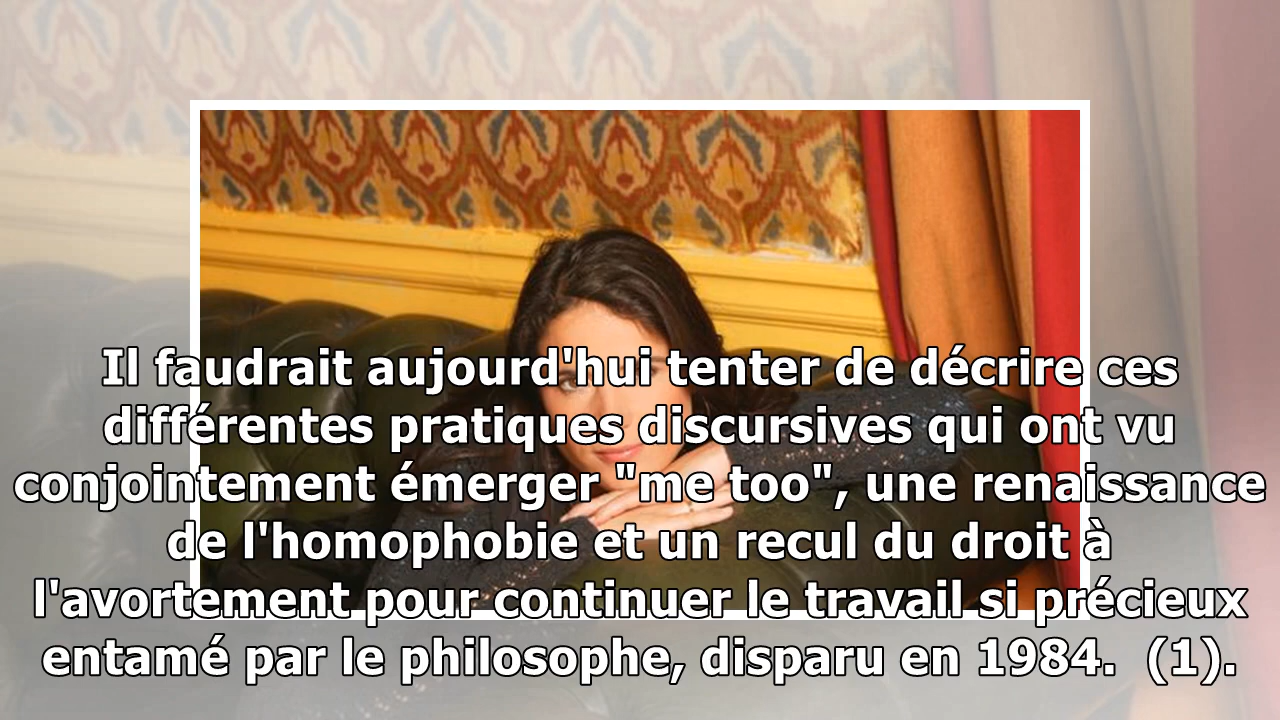 Il faudrait aujourd'hui tenter de décrire ces
différentes pratiques discursives qui ont vu
conjointement émerger "me too", une renaissance
de l'homophobie et un recul du droit à
l'avortement pour continuer le travail si précieux
entamé par le philosophe, disparu en 1984.  (1).